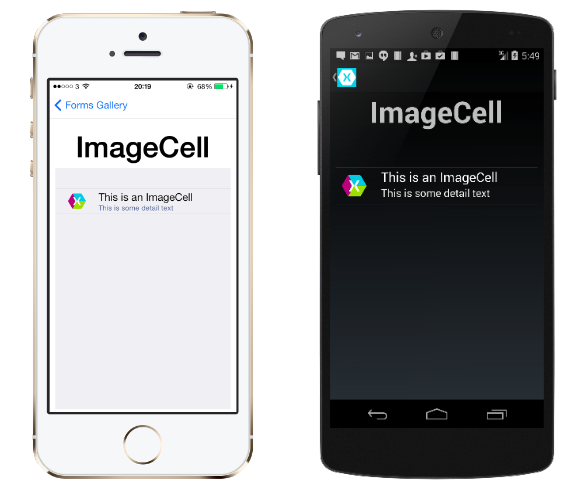 3 20:19 68%
Forms Gallery
ImageCell
This is an ImageCell
This is some detail text
5:49
ImageCell
This is an ImageCell
This is some detail text